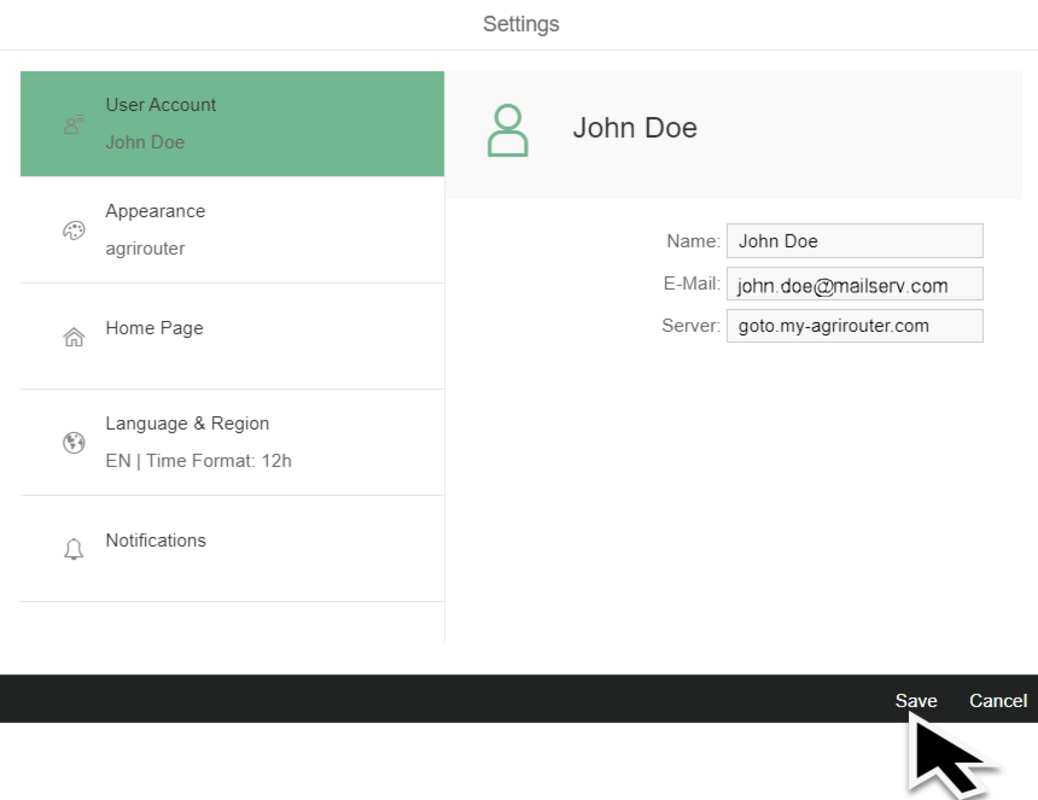 Settings
User Account
John Doe
Appearance
agrirouter
Home Page
Language & Region
EN | Time Format: 12h
Notifications
John Doe
Name: John Doe
E-Mail: john.doe@mailserv.com
Server: goto.my-agrirouter.com
Save Cancel